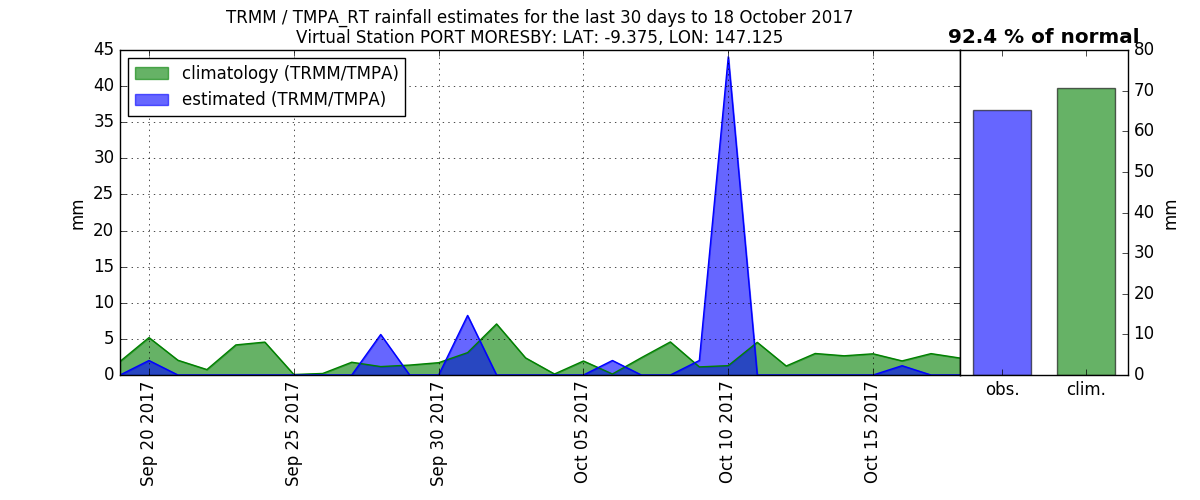 TRMM / TMPA_RT rainfall estimates for the last 30 days to 18 October 2017
Virtual Station PORT MORESBY: LAT: -9.375, LON: 147.125
92.4 % of normal
climatology (TRMM/TMPA)
estimated (TRMM/TMPA)
45
40
35
30
25
20
15
10
5
0
mm
Sep 20 2017
Sep 25 2017
Sep 30 2017
Oct 05 2017
Oct 10 2017
Oct 15 2017
80
70
60
50
40
30
20
10
0
mm
obs.
clim.